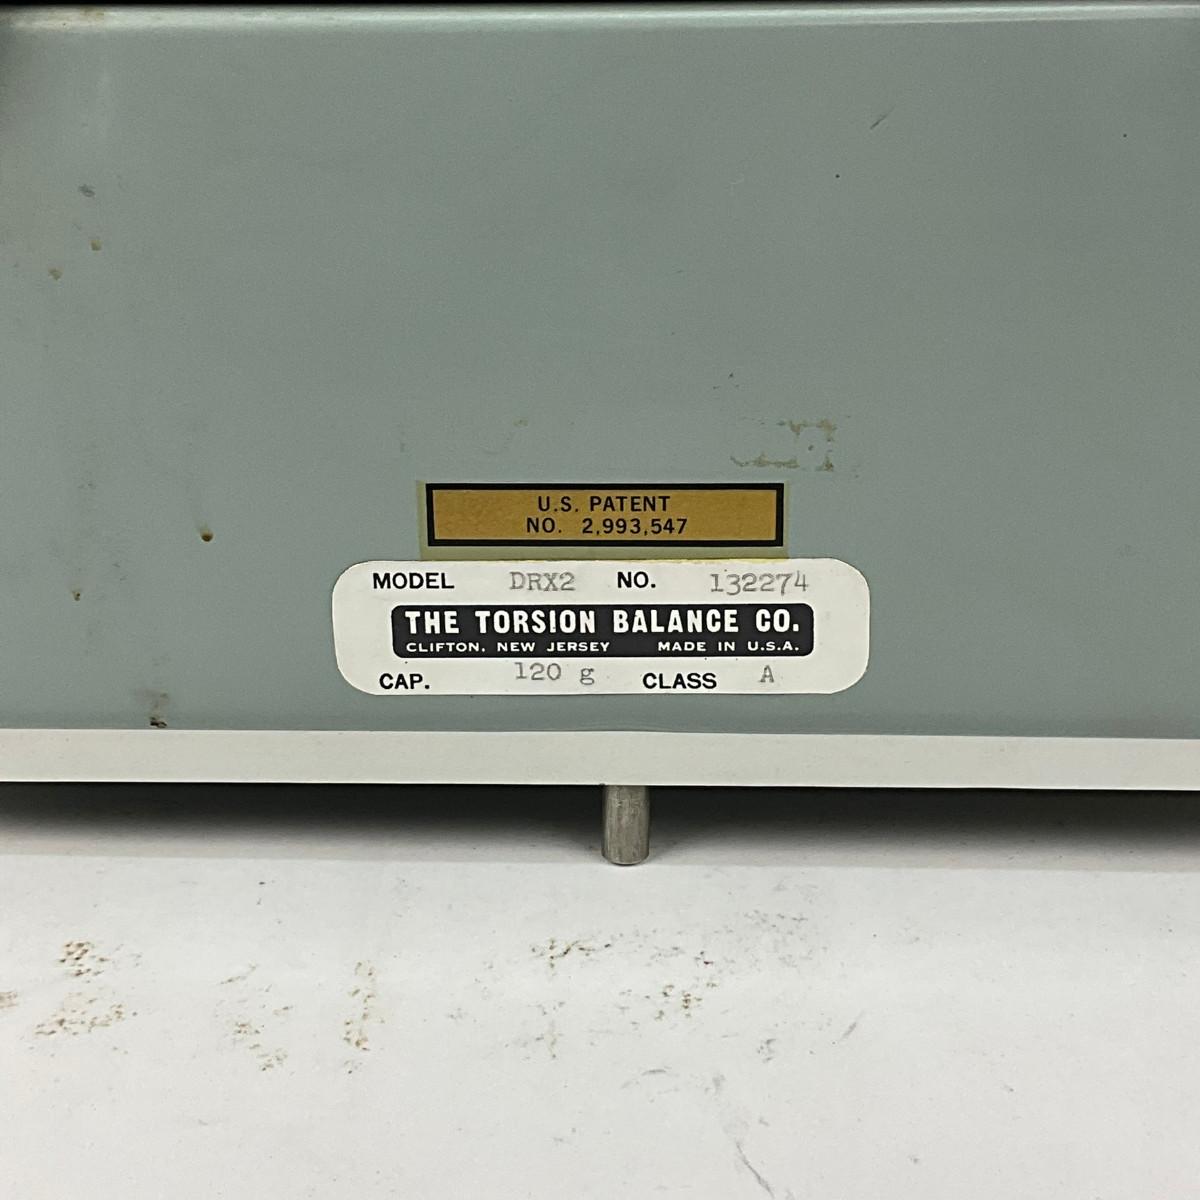 U.S. PATENT
NO. 2,993,547
MODEL DRX2 NO. 132274
THE TORSION BALANCE CO.
CLIFTON, NEW JERSEY MADE IN U.S.A.
CAP. 120 g CLASS A